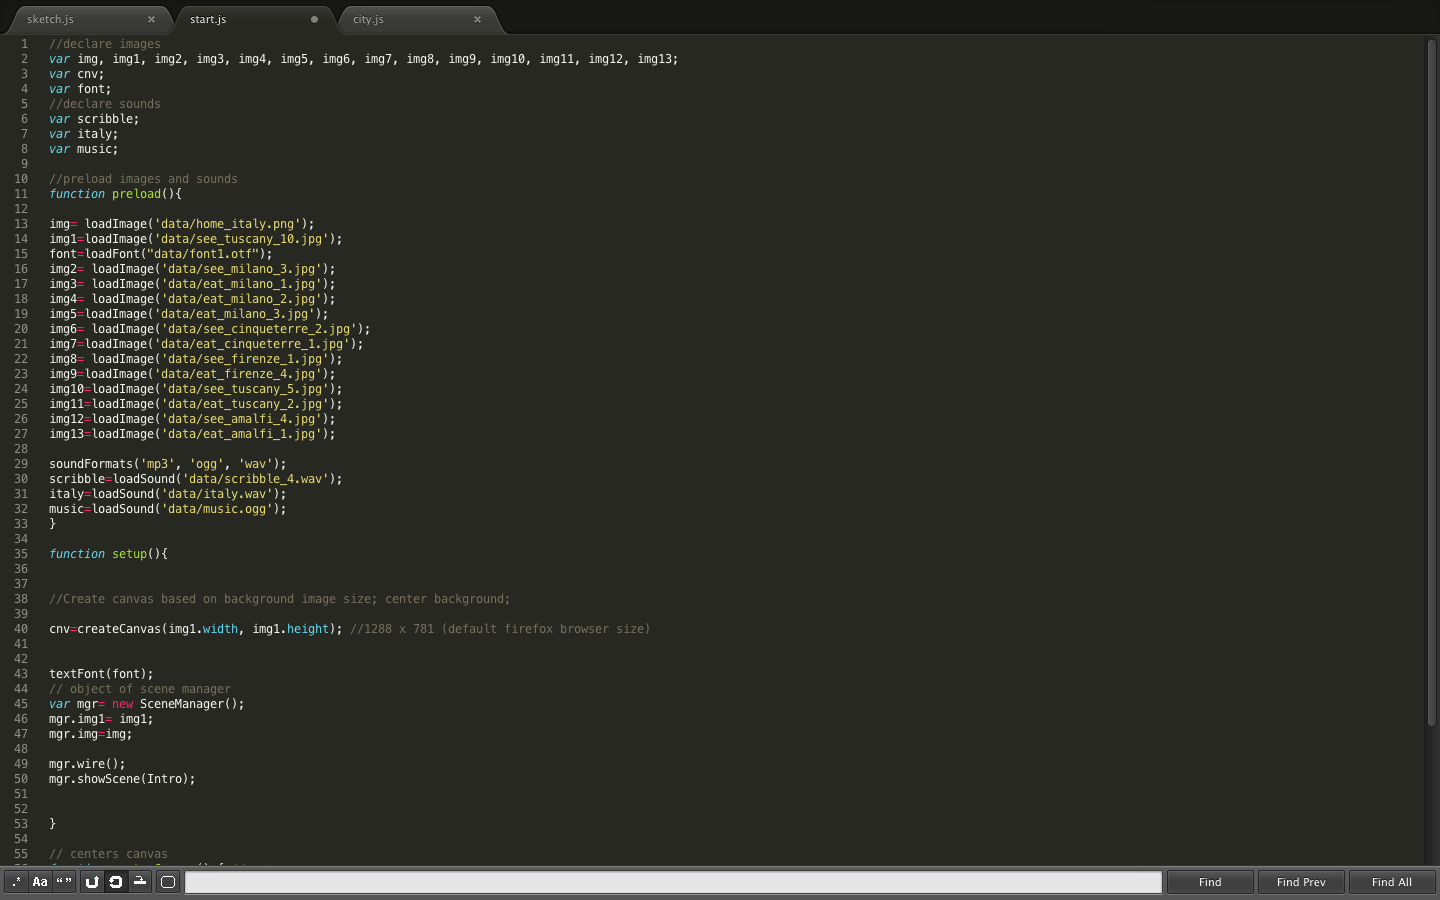 sketch.js
start.js
city.js
1 //declare images
2 var img, img1, img2, img3, img4, img5, img6, img7, img8, img9, img10, img11, img12, img13;
3 var cnv;
4 var font;
5 //declare sounds
6 var scribble;
7 var italy;
8 var music;
9
10 //preload images and sounds
11 function preload(){
12
13 img= loadImage('data/home_italy.png');
14 img1=loadImage('data/see_tuscany_10.jpg');
15 font=loadFont("data/font1.otf");
16 img2= loadImage('data/see_milano_3.jpg');
17 img3= loadImage('data/eat_milano_1.jpg');
18 img4= loadImage('data/eat_milano_2.jpg');
19 img5=loadImage('data/eat_milano_3.jpg');
20 img6= loadImage('data/see_cinqueterre_2.jpg');
21 img7=loadImage('data/eat_cinqueterre_1.jpg');
22 img8= loadImage('data/see_firenze_1.jpg');
23 img9=loadImage('data/eat_firenze_4.jpg');
24 img10=loadImage('data/see_tuscany_5.jpg');
25 img11=loadImage('data/eat_tuscany_2.jpg');
26 img12=loadImage('data/see_amalfi_4.jpg');
27 img13=loadImage('data/eat_amalfi_1.jpg');
28
29 soundFormats('mp3', 'ogg', 'wav');
30 scribble=loadSound('data/scribble_4.wav');
31 italy=loadSound('data/italy.wav');
32 music=loadSound('data/music.ogg');
33 }
34
35 function setup(){
36
37
38 //Create canvas based on background image size; center background;
39
40 cnv=createCanvas(img1.width, img1.height); //1288 x 781 (default firefox browser size)
41
42
43 textFont(font);
44 // object of scene manager
45 var mgr= new SceneManager();
46 mgr.img1= img1;
47 mgr.img=img;
48
49 mgr.wire();
50 mgr.showScene(Intro);
51
52
53 }
54
55 // centers canvas
.* Aa “” Find Find Prev Find All